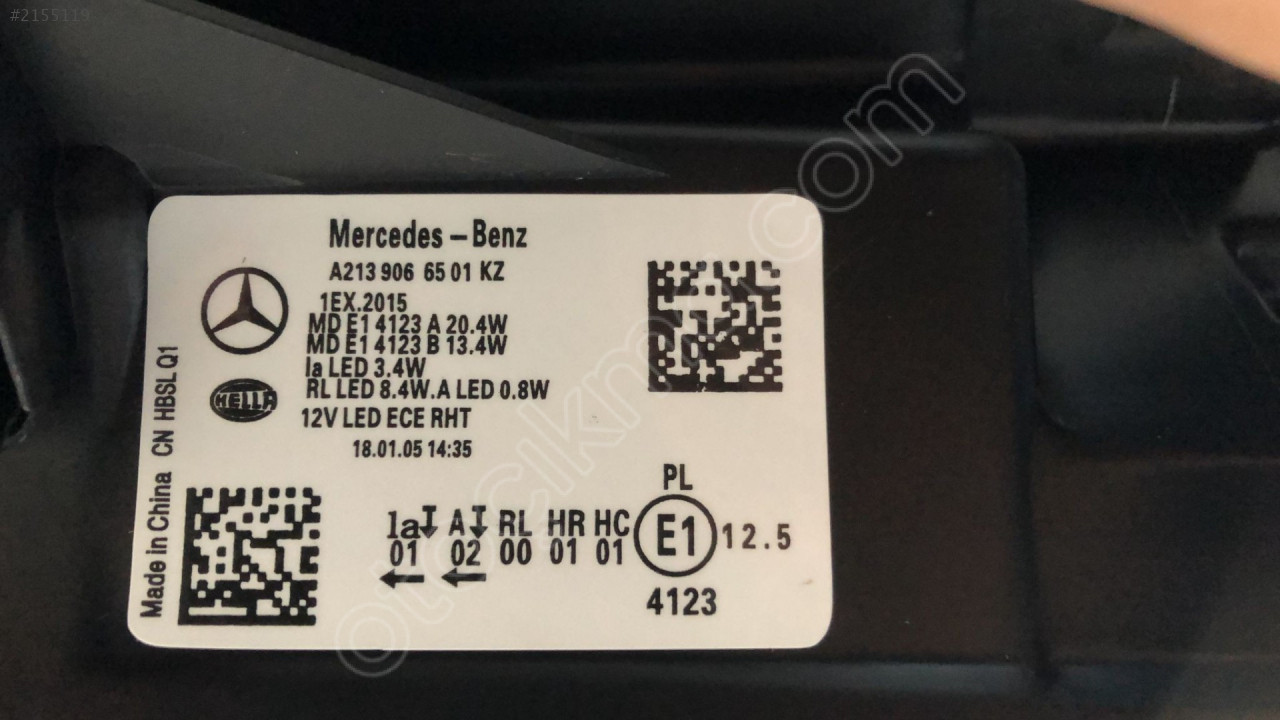 #2155119
Mercedes – Benz
A213 906 65 01 KZ
1EX.2015
MD E1 4123 A 20.4W
MD E1 4123 B 13.4W
Ia LED 3.4W
RL LED 8.4W.A LED 0.8W
12V LED ECE RHT
18.01.05 14:35
HELLA
Made in China CN HBSL Q1
PL
Ia A RL HR HC E1 12.5
01 02 00 01 01
4123
otocikma.com